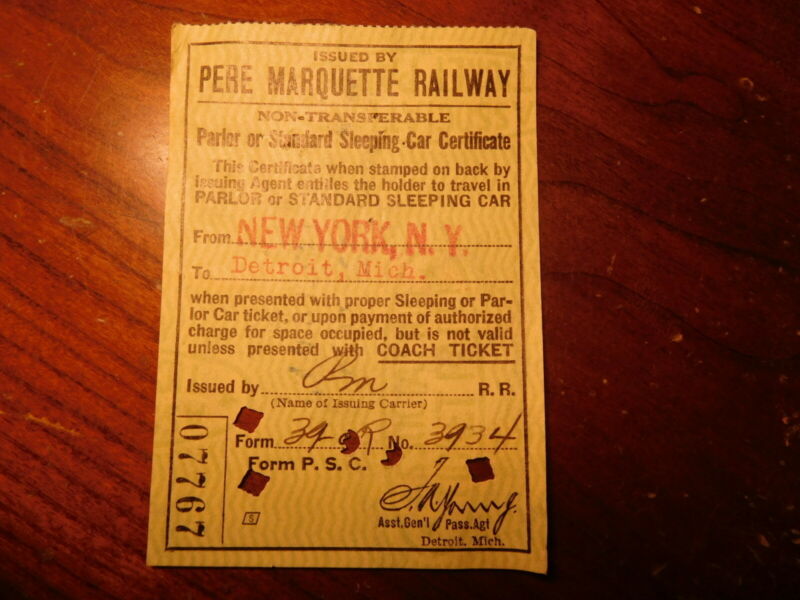 ISSUED BY
PERE MARQUETTE RAILWAY
NON-TRANSFERABLE
Parlor or Standard Sleeping-Car Certificate
This Certificate when stamped on back by
Issuing Agent entitles the holder to travel in
PARLOR or STANDARD SLEEPING CAR
From NEW YORK, N. Y.
To Detroit, Mich.
when presented with proper Sleeping or Par-
lor Car ticket, or upon payment of authorized
charge for space occupied, but is not valid
unless presented with COACH TICKET
Issued by Pm R. R.
(Name of Issuing Carrier)
Form 39 R No. 3934
Form P. S. C.
07767
S
Asst. Gen'l Pass. Agt
Detroit, Mich.